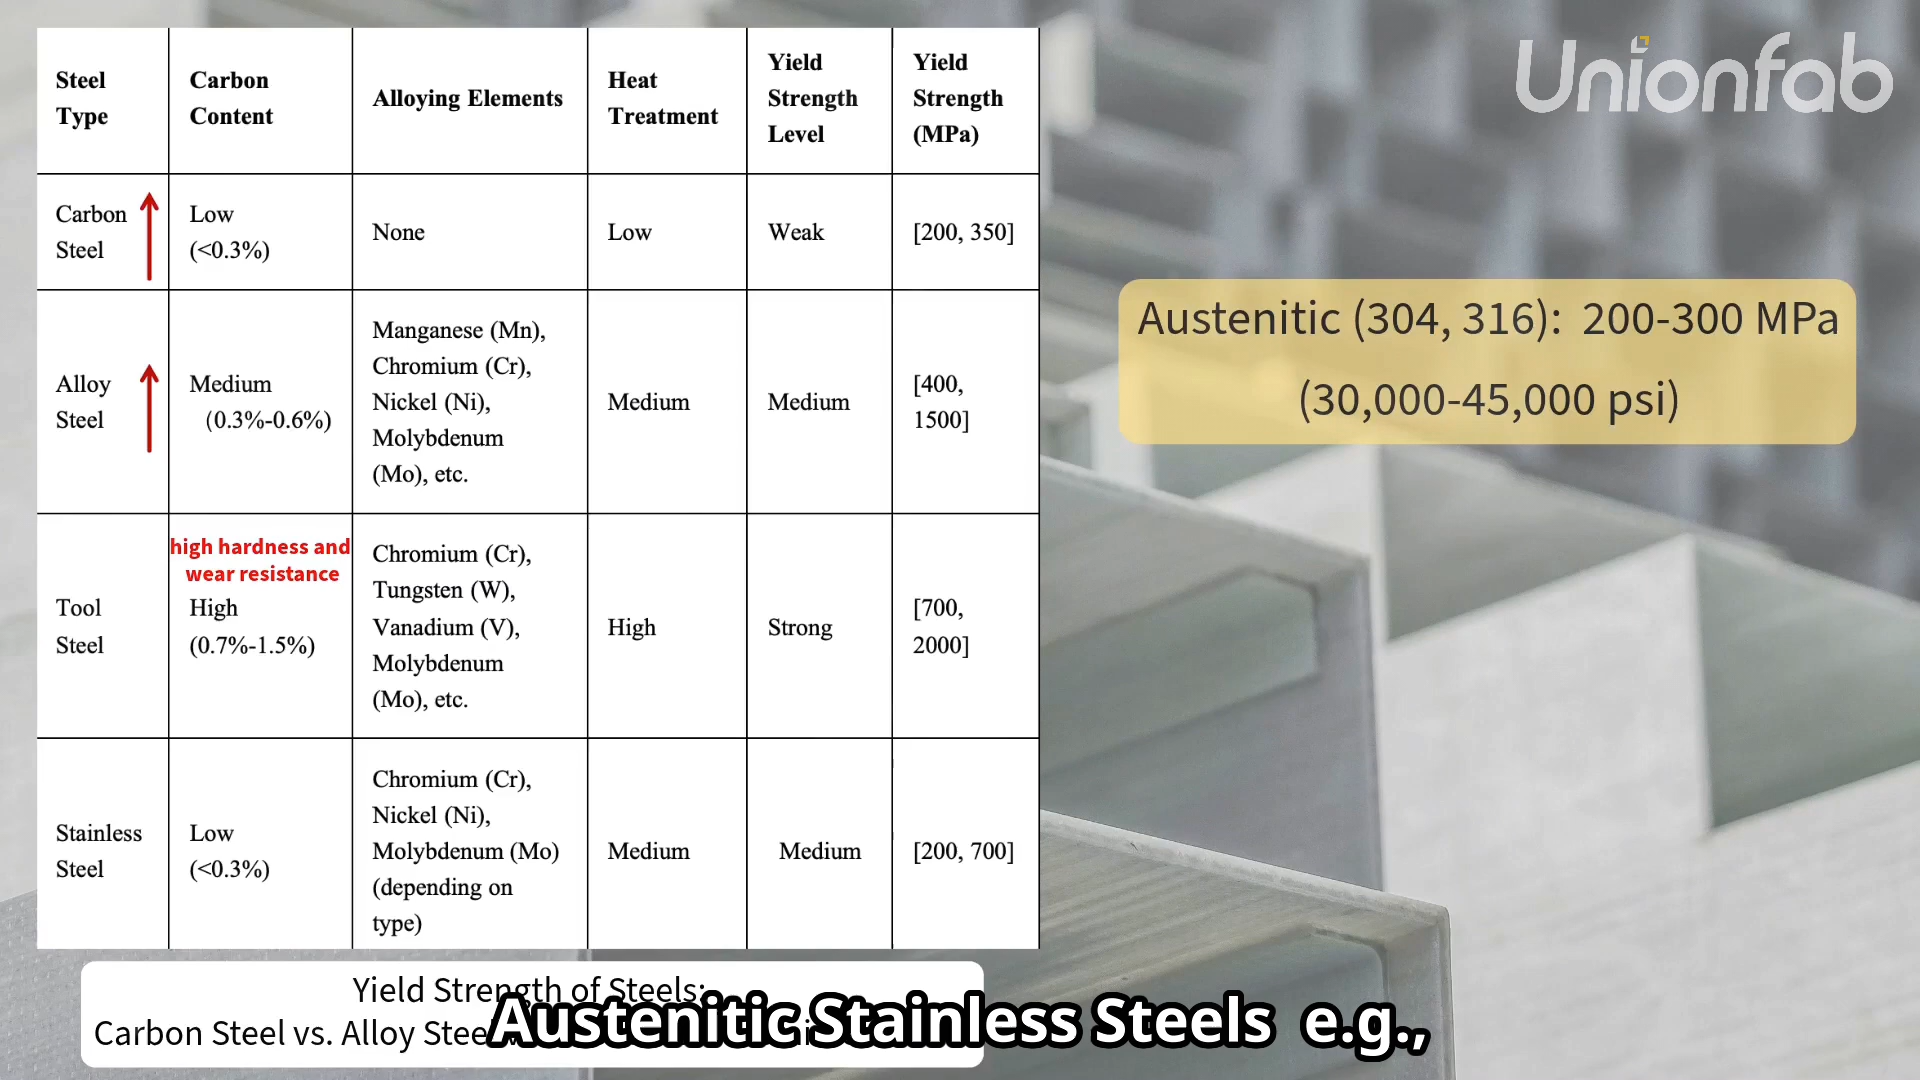 Unionfab
Steel
Type
Carbon
Content
Alloying Elements
Heat
Treatment
Yield
Strength
Level
Yield
Strength
(MPa)
Carbon
Steel
Low
(<0.3%)
None
Low
Weak
[200, 350]
Alloy
Steel
Medium
(0.3%-0.6%)
Manganese (Mn),
Chromium (Cr),
Nickel (Ni),
Molybdenum
(Mo), etc.
Medium
Medium
[400,
1500]
Tool
Steel
high hardness and
wear resistance
High
(0.7%-1.5%)
Chromium (Cr),
Tungsten (W),
Vanadium (V),
Molybdenum
(Mo), etc.
High
Strong
[700,
2000]
Stainless
Steel
Low
(<0.3%)
Chromium (Cr),
Nickel (Ni),
Molybdenum (Mo)
(depending on
type)
Medium
Medium
[200, 700]
Austenitic (304, 316): 200-300 MPa
(30,000-45,000 psi)
Yield Strength of Steels:
Carbon Steel vs. Alloy Steel
Austenitic Stainless Steels e.g.,